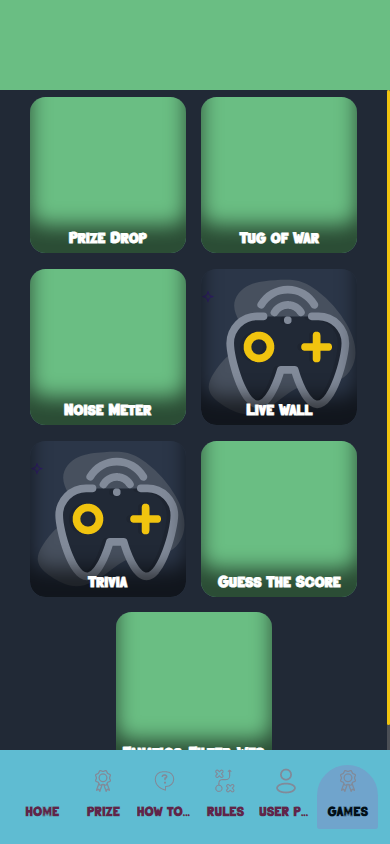 Prize Drop
Tug of War
Noise Meter
Live Wall
Trivia
Guess The Score
HOME
PRIZE
HOW TO...
RULES
USER P...
GAMES